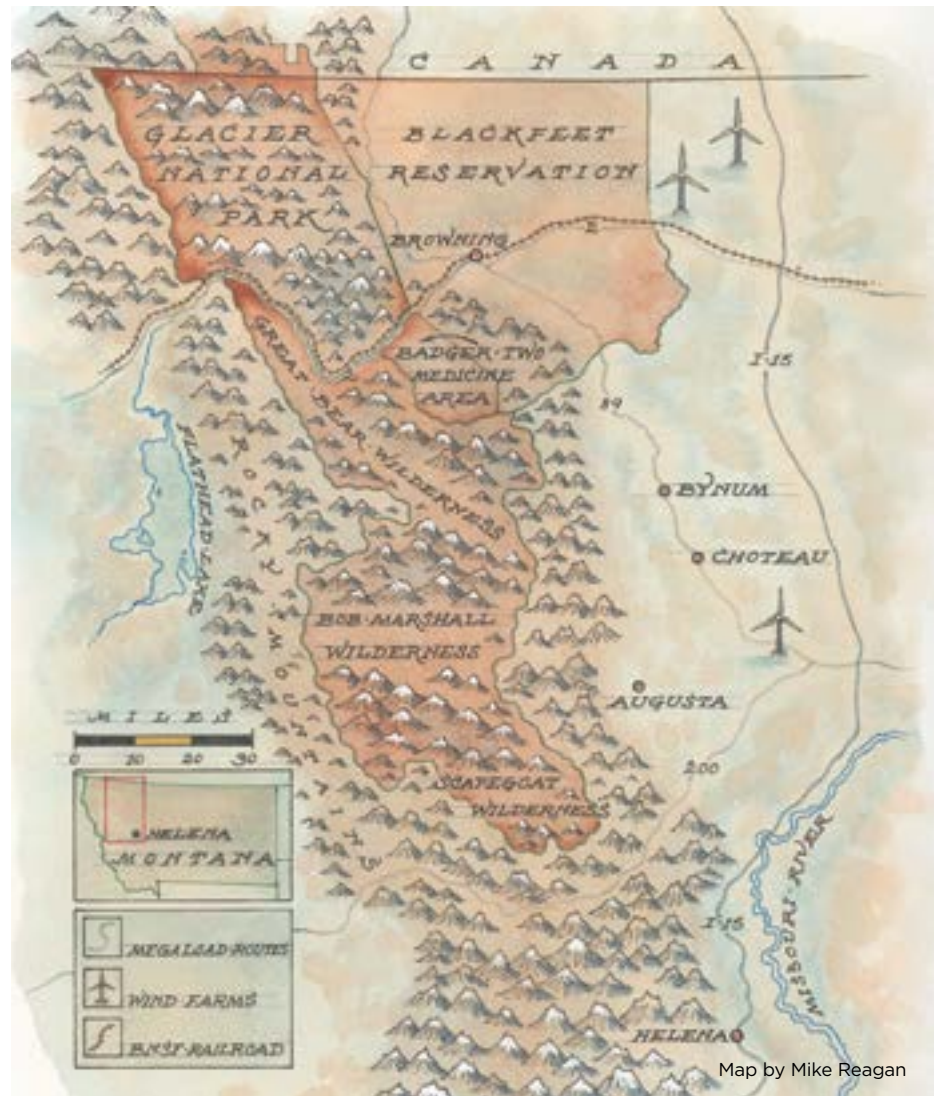 CANADA
GLACIER
NATIONAL
PARK
BLACKFEET
RESERVATION
BROWNING
2
GREAT BEAR WILDERNESS
BADGER-TWO
MEDICINE
AREA
I-15
89
FLATHEAD LAKE
ROCKY MOUNTAINS
BYNUM
CHOTEAU
BOB MARSHALL
WILDERNESS
AUGUSTA
200
SCAPEGOAT
WILDERNESS
MILES
0 10 20 30
HELENA
MONTANA
MEGALOAD ROUTES
WIND FARMS
BNSF RAILROAD
I-15
MISSOURI RIVER
HELENA
Map by Mike Reagan